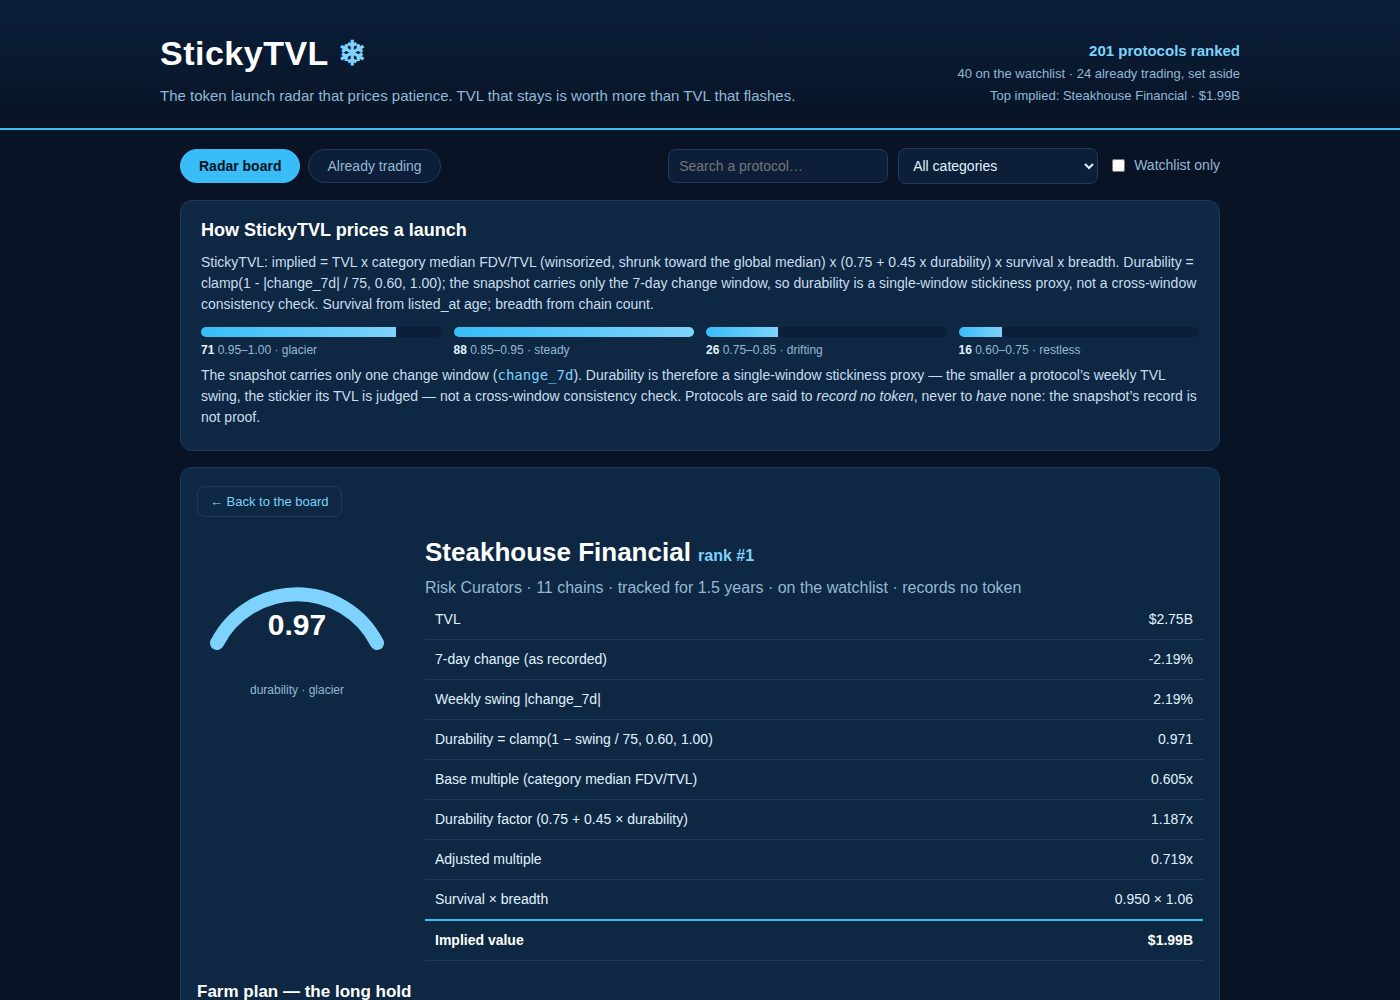 StickyTVL ❄
The token launch radar that prices patience. TVL that stays is worth more than TVL that flashes.
201 protocols ranked
40 on the watchlist · 24 already trading, set aside
Top implied: Steakhouse Financial · $1.99B
Radar board
Already trading
Search a protocol…
All categories
Watchlist only
How StickyTVL prices a launch
StickyTVL: implied = TVL x category median FDV/TVL (winsorized, shrunk toward the global median) x (0.75 + 0.45 x durability) x survival x breadth. Durability =
clamp(1 - |change_7d| / 75, 0.60, 1.00); the snapshot carries only the 7-day change window, so durability is a single-window stickiness proxy, not a cross-window
consistency check. Survival from listed_at age; breadth from chain count.
71 0.95–1.00 · glacier
88 0.85–0.95 · steady
26 0.75–0.85 · drifting
16 0.60–0.75 · restless
The snapshot carries only one change window (change_7d). Durability is therefore a single-window stickiness proxy — the smaller a protocol's weekly TVL
swing, the stickier its TVL is judged — not a cross-window consistency check. Protocols are said to record no token, never to have none: the snapshot's record is
not proof.
← Back to the board
0.97
durability · glacier
Steakhouse Financial rank #1
Risk Curators · 11 chains · tracked for 1.5 years · on the watchlist · records no token
TVL $2.75B
7-day change (as recorded) -2.19%
Weekly swing |change_7d| 2.19%
Durability = clamp(1 − swing / 75, 0.60, 1.00) 0.971
Base multiple (category median FDV/TVL) 0.605x
Durability factor (0.75 + 0.45 × durability) 1.187x
Adjusted multiple 0.719x
Survival × breadth 0.950 × 1.06
Implied value $1.99B
Farm plan — the long hold